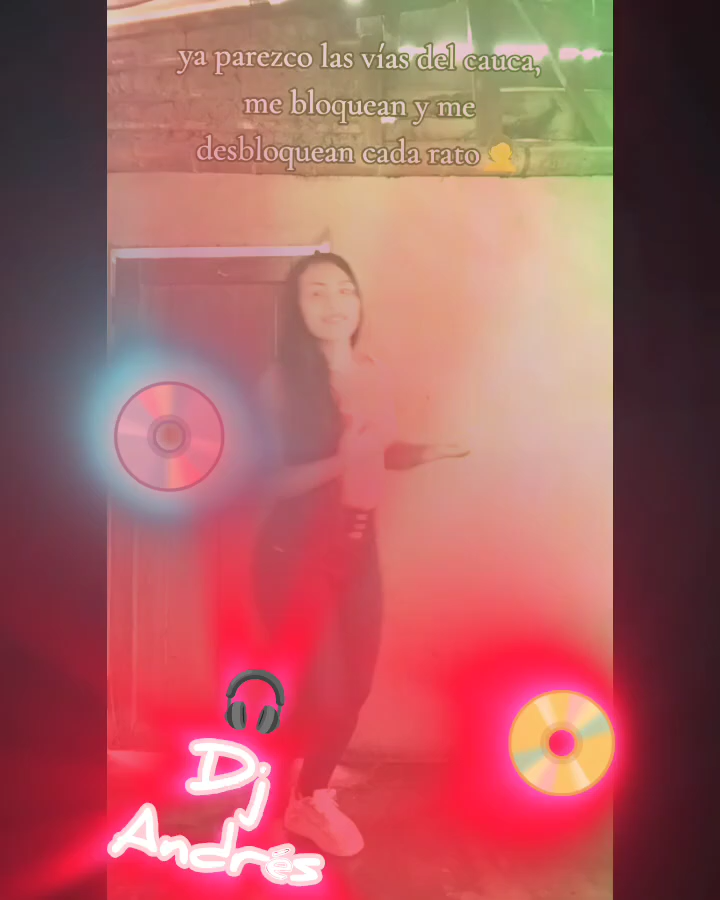 ya parezco las vías del cauca,
me bloquean y me
desbloquean cada rato 🤦
Dj
Andrés